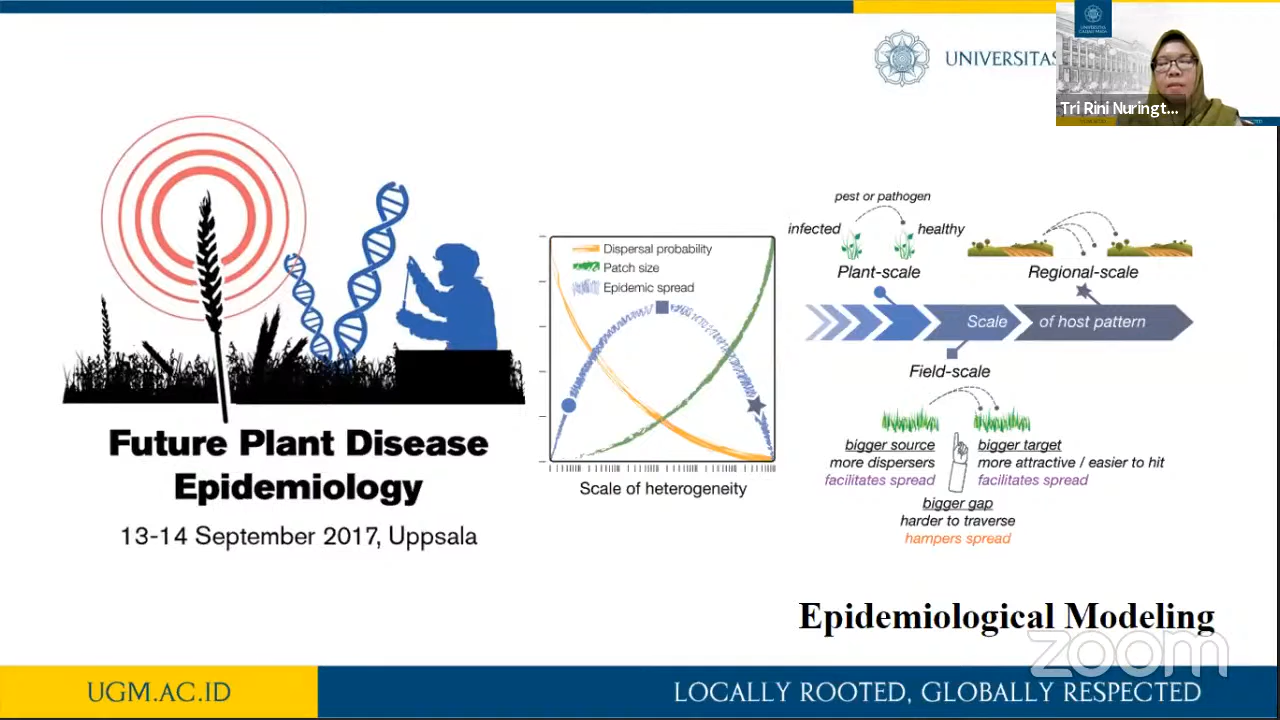 UNIVERSITAS
UNIVERSITAS
GADJAH MADA
Tri Rini Nuringt...
Future Plant Disease
Epidemiology
13-14 September 2017, Uppsala
Dispersal probability
Patch size
Epidemic spread
Scale of heterogeneity
pest or pathogen
infected
healthy
Plant-scale
Regional-scale
Scale of host pattern
Field-scale
bigger source
more dispersers
facilitates spread
bigger target
more attractive / easier to hit
facilitates spread
bigger gap
harder to traverse
hampers spread
Epidemiological Modeling
zoom
UGM.AC.ID
LOCALLY ROOTED, GLOBALLY RESPECTED